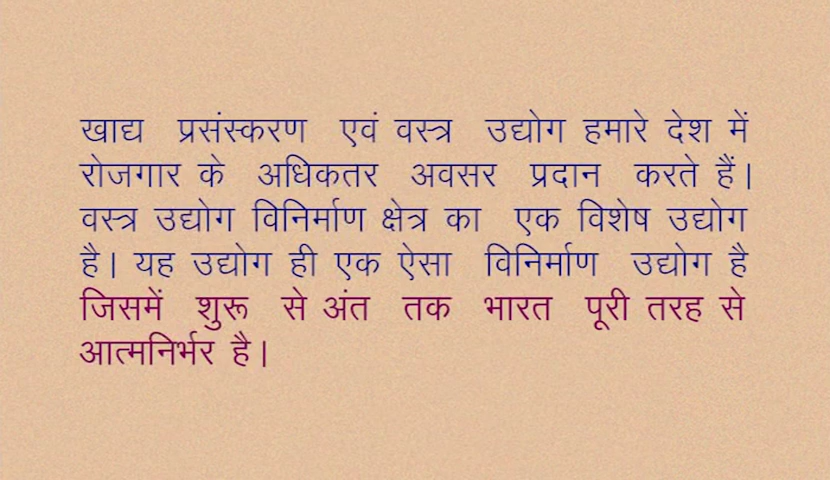 खाद्य प्रसंस्करण एवं वस्त्र उद्योग हमारे देश में
रोजगार के अधिकतर अवसर प्रदान करते हैं।
वस्त्र उद्योग विनिर्माण क्षेत्र का एक विशेष उद्योग
है। यह उद्योग ही एक ऐसा विनिर्माण उद्योग है
जिसमें शुरू से अंत तक भारत पूरी तरह से
आत्मनिर्भर है।